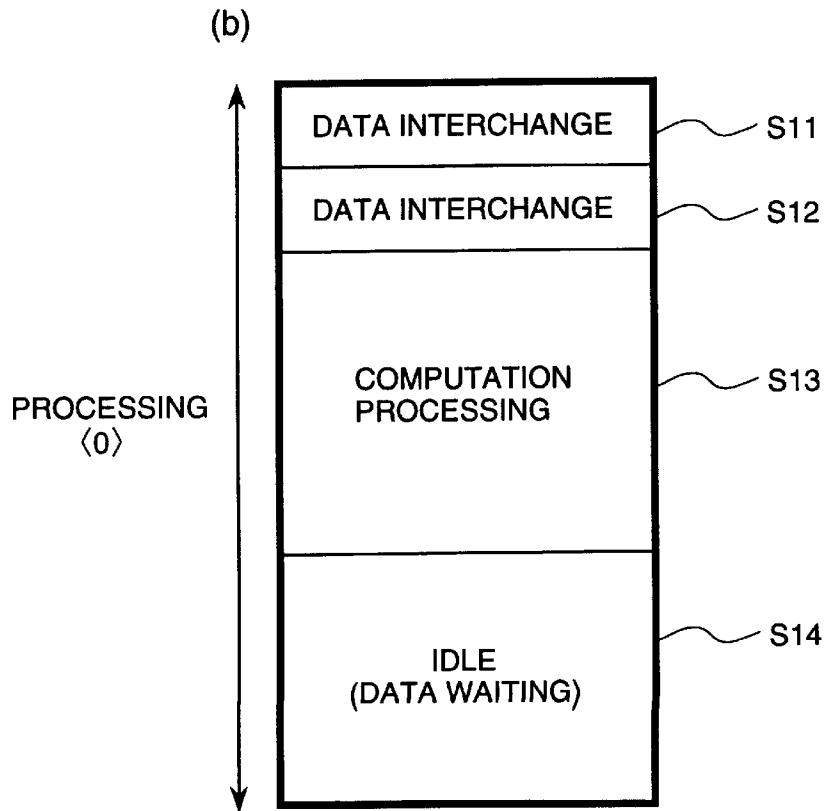 (b)
DATA INTERCHANGE
S11
DATA INTERCHANGE
S12
COMPUTATION
PROCESSING
S13
PROCESSING
〈0〉
IDLE
(DATA WAITING)
S14